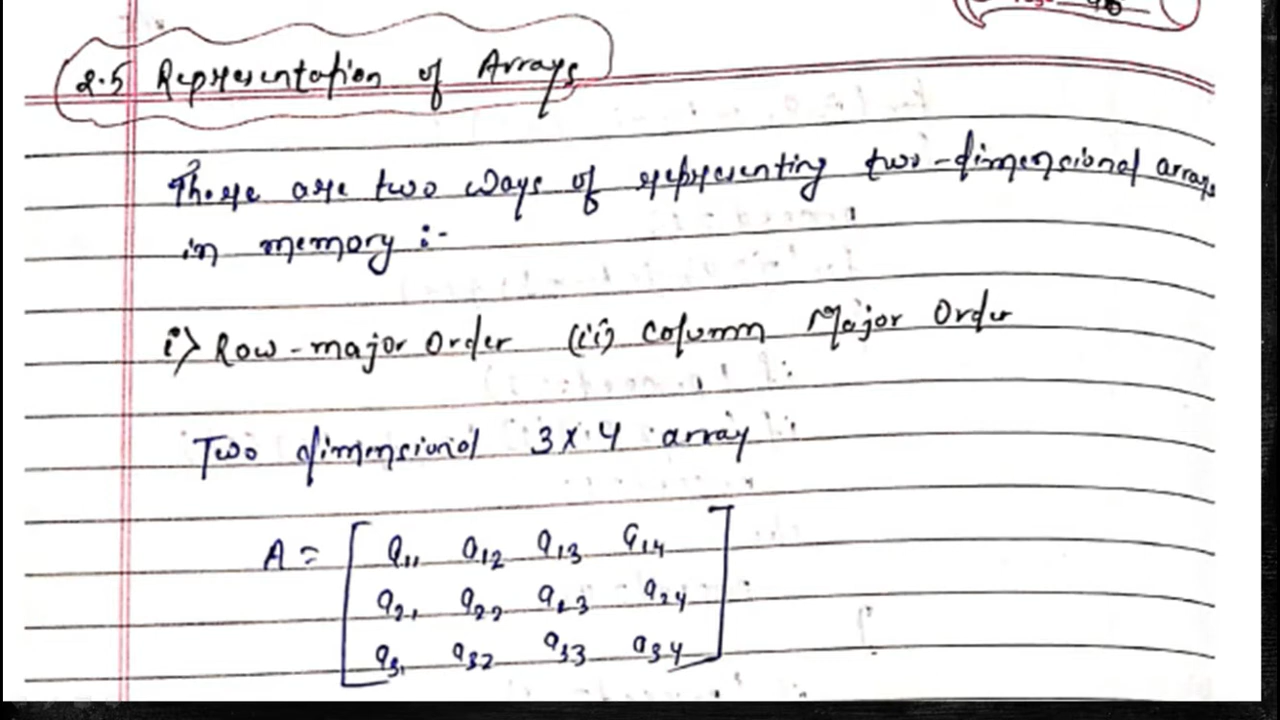 2.5 Representation of Arrays
There are two ways of representing two-dimensional arrays
in memory :-
i> Row-major Order (ii) Column Major Order
Two dimensional 3x4 array
A = [ a11 a12 a13 a14
a21 a22 a23 a24
a31 a32 a33 a34 ]